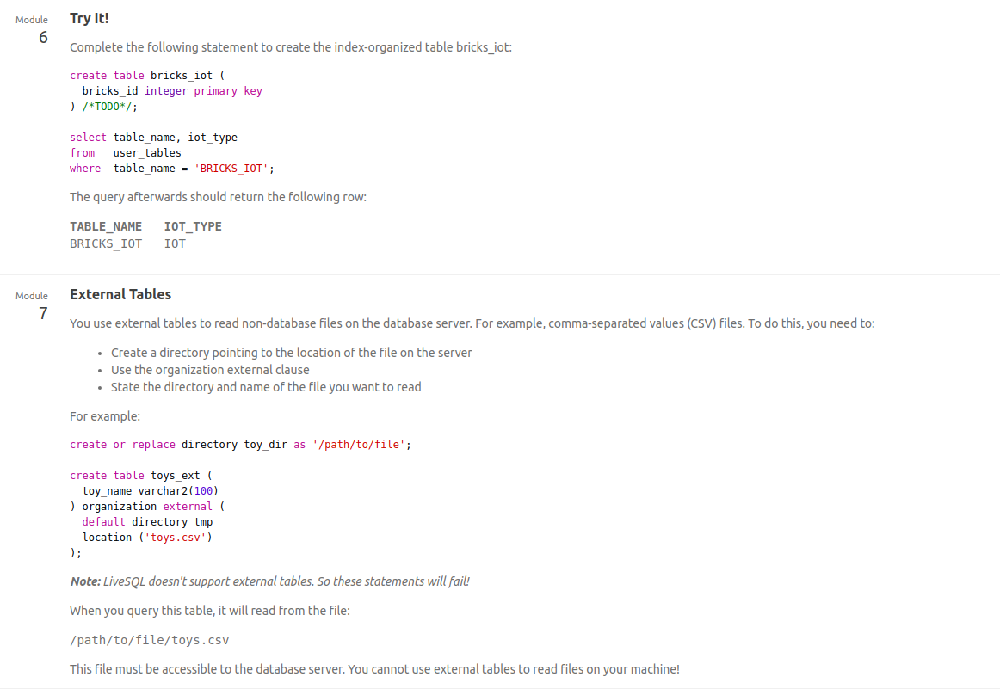 Module
6
Try It!
Complete the following statement to create the index-organized table bricks_iot:
create table bricks_iot (
  bricks_id integer primary key
) /*TODO*/;
select table_name, iot_type
from   user_tables
where  table_name = 'BRICKS_IOT';
The query afterwards should return the following row:
TABLE_NAME   IOT_TYPE
BRICKS_IOT   IOT
Module
7
External Tables
You use external tables to read non-database files on the database server. For example, comma-separated values (CSV) files. To do this, you need to:
• Create a directory pointing to the location of the file on the server
• Use the organization external clause
• State the directory and name of the file you want to read
For example:
create or replace directory toy_dir as '/path/to/file';
create table toys_ext (
  toy_name varchar2(100)
) organization external (
  default directory tmp
  location ('toys.csv')
);
Note: LiveSQL doesn't support external tables. So these statements will fail!
When you query this table, it will read from the file:
/path/to/file/toys.csv
This file must be accessible to the database server. You cannot use external tables to read files on your machine!